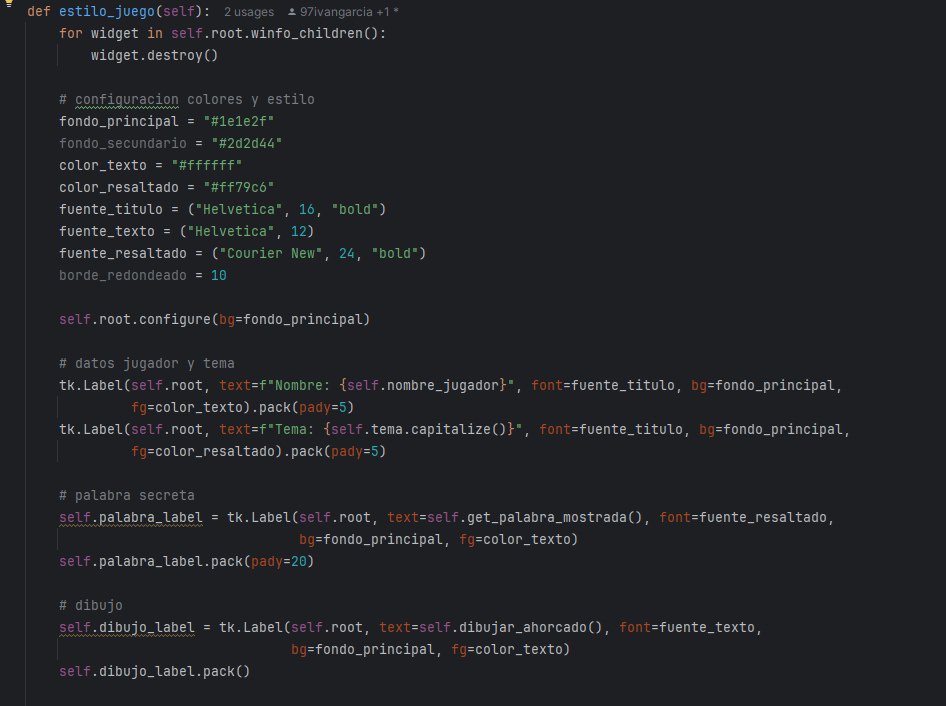 def estilo_juego(self): 2 usages 97ivangarcia +1 *
    for widget in self.root.winfo_children():
        widget.destroy()

    # configuracion colores y estilo
    fondo_principal = "#1e1e2f"
    fondo_secundario = "#2d2d44"
    color_texto = "#ffffff"
    color_resaltado = "#ff79c6"
    fuente_titulo = ("Helvetica", 16, "bold")
    fuente_texto = ("Helvetica", 12)
    fuente_resaltado = ("Courier New", 24, "bold")
    borde_redondeado = 10

    self.root.configure(bg=fondo_principal)

    # datos jugador y tema
    tk.Label(self.root, text=f"Nombre: {self.nombre_jugador}", font=fuente_titulo, bg=fondo_principal,
             fg=color_texto).pack(pady=5)
    tk.Label(self.root, text=f"Tema: {self.tema.capitalize()}", font=fuente_titulo, bg=fondo_principal,
             fg=color_resaltado).pack(pady=5)

    # palabra secreta
    self.palabra_label = tk.Label(self.root, text=self.get_palabra_mostrada(), font=fuente_resaltado,
                                  bg=fondo_principal, fg=color_texto)
    self.palabra_label.pack(pady=20)

    # dibujo
    self.dibujo_label = tk.Label(self.root, text=self.dibujar_ahorcado(), font=fuente_texto,
                                 bg=fondo_principal, fg=color_texto)
    self.dibujo_label.pack()